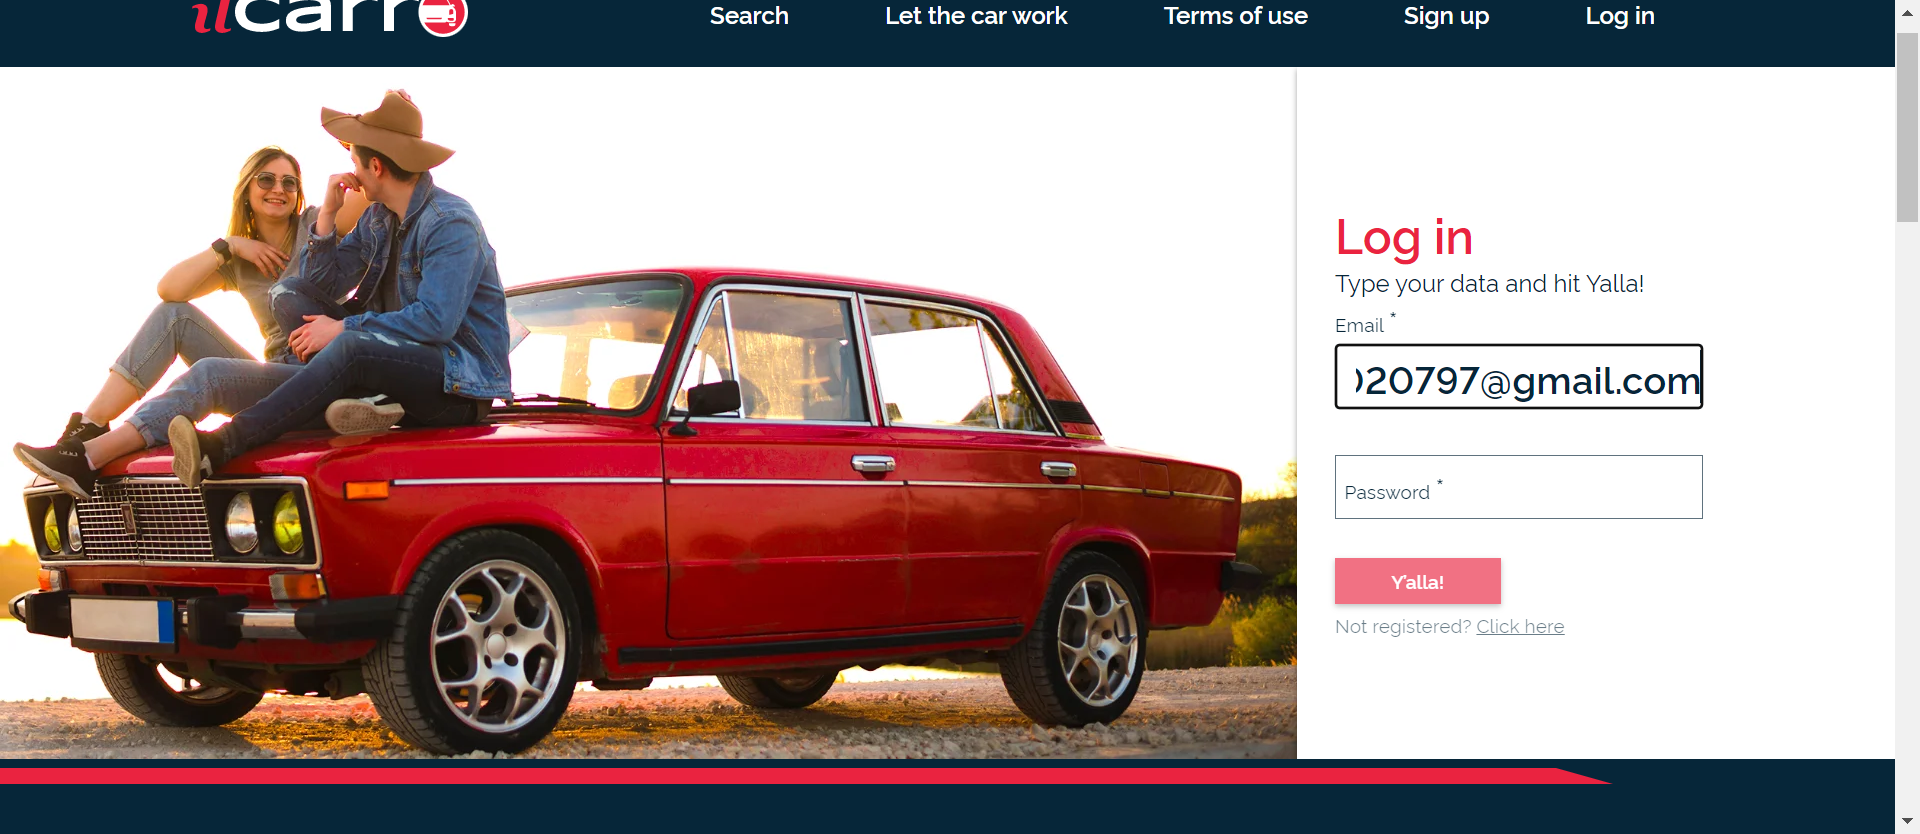 ilcarro
Search Let the car work Terms of use Sign up Log in
Log in
Type your data and hit Yalla!
Email *
020797@gmail.com
Password *
Y'alla!
Not registered? Click here